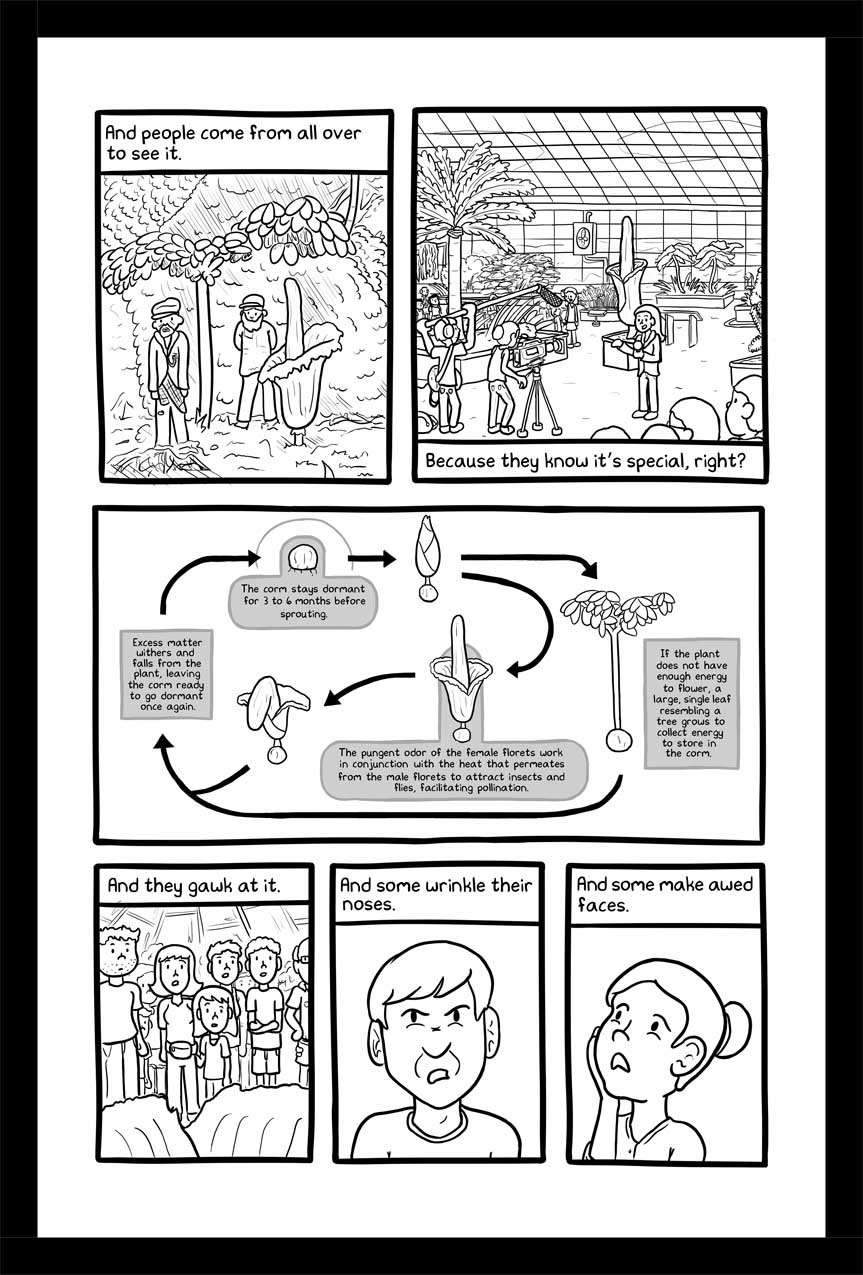 And people come from all over
to see it.
Because they know it's special, right?
The corm stays dormant
for 3 to 6 months before
sprouting.
Excess matter
withers and
falls from the
plant, leaving
the corm ready
to go dormant
once again.
If the plant
does not have
enough energy
to flower, a
large, single leaf
resembling a
tree grows to
collect energy
to store in
the corm.
The pungent odor of the female florets work
in conjunction with the heat that permeates
from the male florets to attract insects and
flies, facilitating pollination.
And they gawk at it.
And some wrinkle their
noses.
And some make awed
faces.